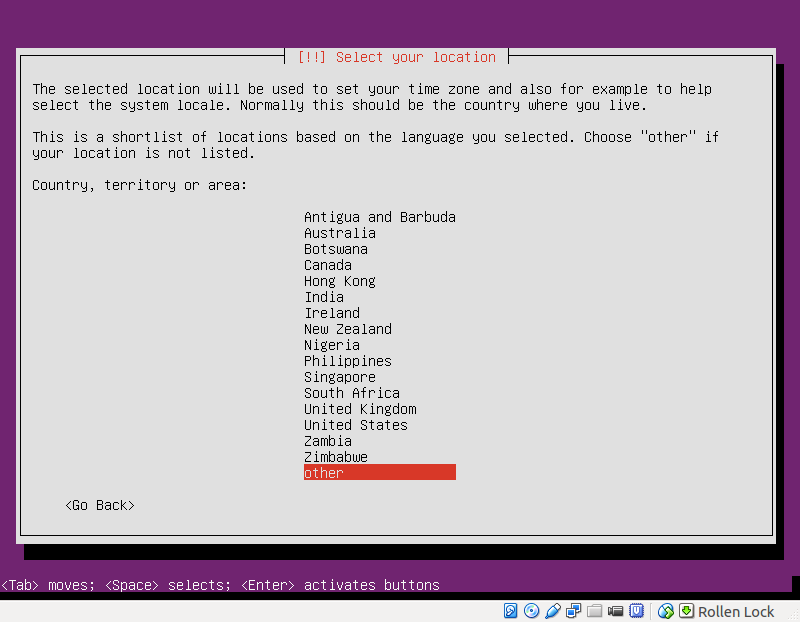 [!!] Select your location
The selected location will be used to set your time zone and also for example to help
select the system locale. Normally this should be the country where you live.
This is a shortlist of locations based on the language you selected. Choose "other" if
your location is not listed.
Country, territory or area:
Antigua and Barbuda
Australia
Botswana
Canada
Hong Kong
India
Ireland
New Zealand
Nigeria
Philippines
Singapore
South Africa
United Kingdom
United States
Zambia
Zimbabwe
other
<Go Back>
<Tab> moves; <Space> selects; <Enter> activates buttons
Rollen Lock